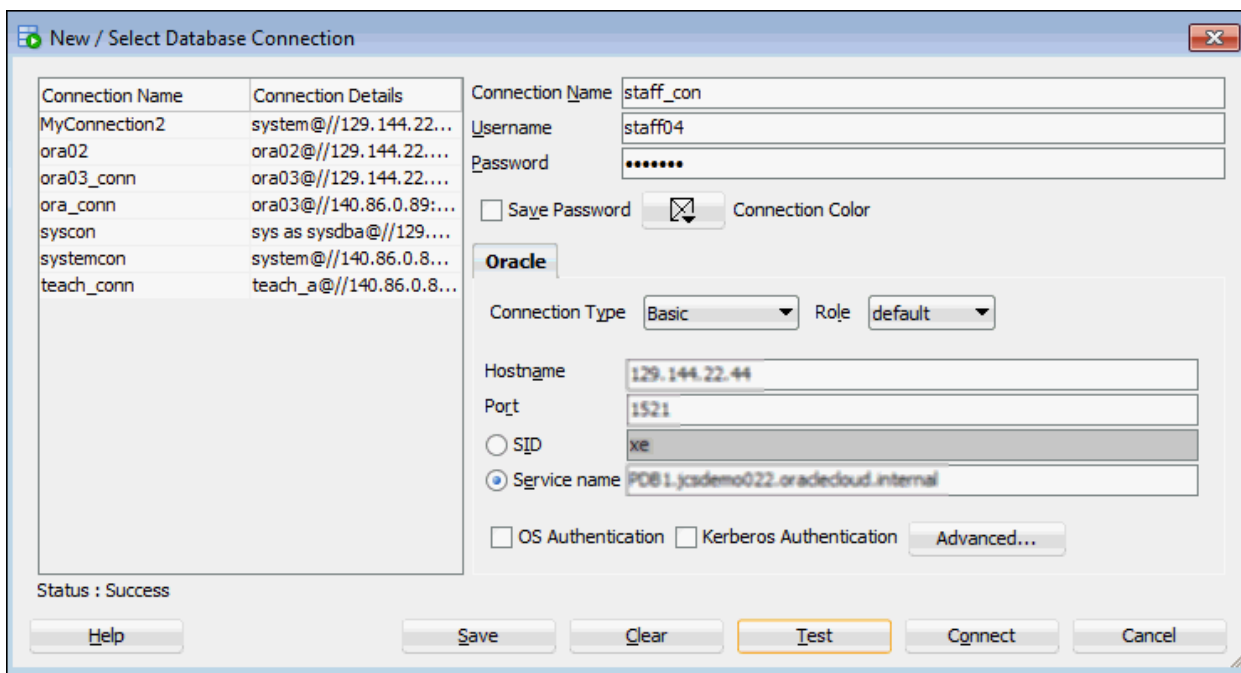 New / Select Database Connection
Connection Name Connection Details
MyConnection2 system@//129.144.22...
ora02 ora02@//129.144.22....
ora03_conn ora03@//129.144.22....
ora_conn ora03@//140.86.0.89:...
syscon sys as sysdba@//129....
systemcon system@//140.86.0.8...
teach_conn teach_a@//140.86.0.8...
Connection Name staff_con
Username staff04
Password •••••••
Save Password Connection Color
Oracle
Connection Type Basic Role default
Hostname 129.144.22.44
Port 1521
SID xe
Service name PDB1.jcsdemo022.oraclecloud.internal
OS Authentication Kerberos Authentication Advanced...
Status : Success
Help Save Clear Test Connect Cancel